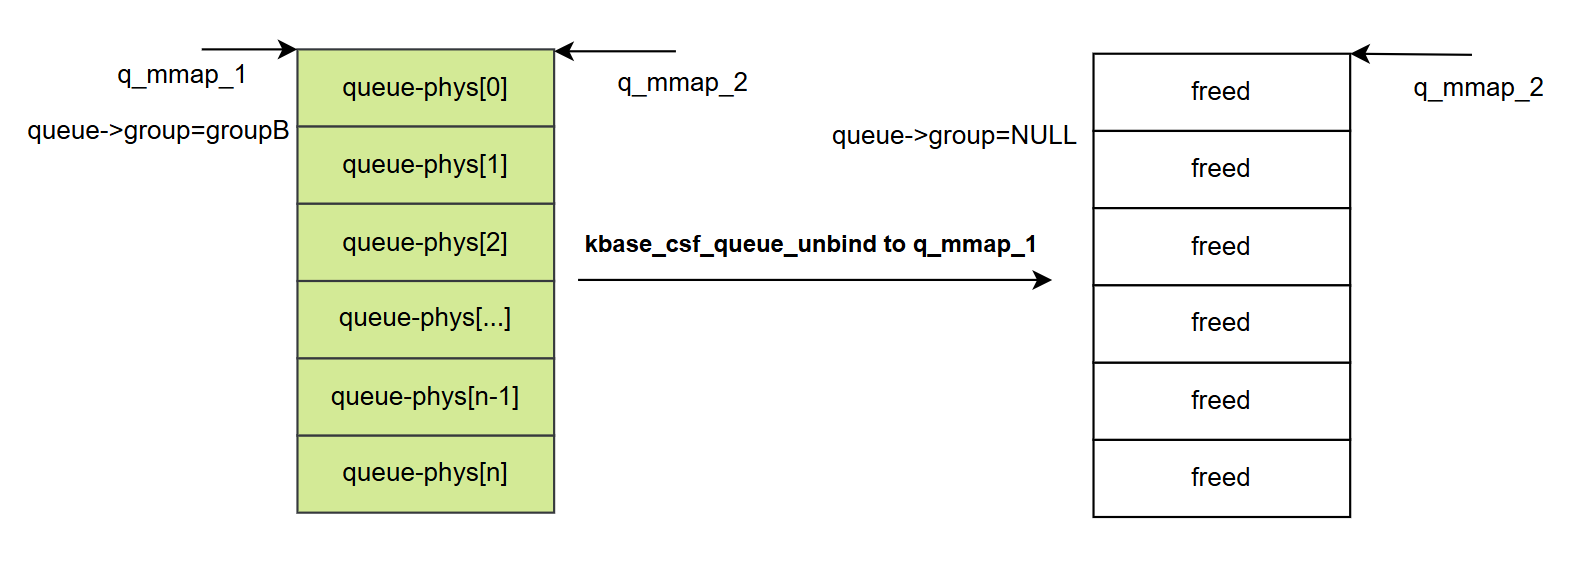 q_mmap_1
queue->group=groupB
queue-phys[0]
queue-phys[1]
queue-phys[2]
queue-phys[...]
queue-phys[n-1]
queue-phys[n]
q_mmap_2
kbase_csf_queue_unbind to q_mmap_1
queue->group=NULL
freed
freed
freed
freed
freed
freed
q_mmap_2